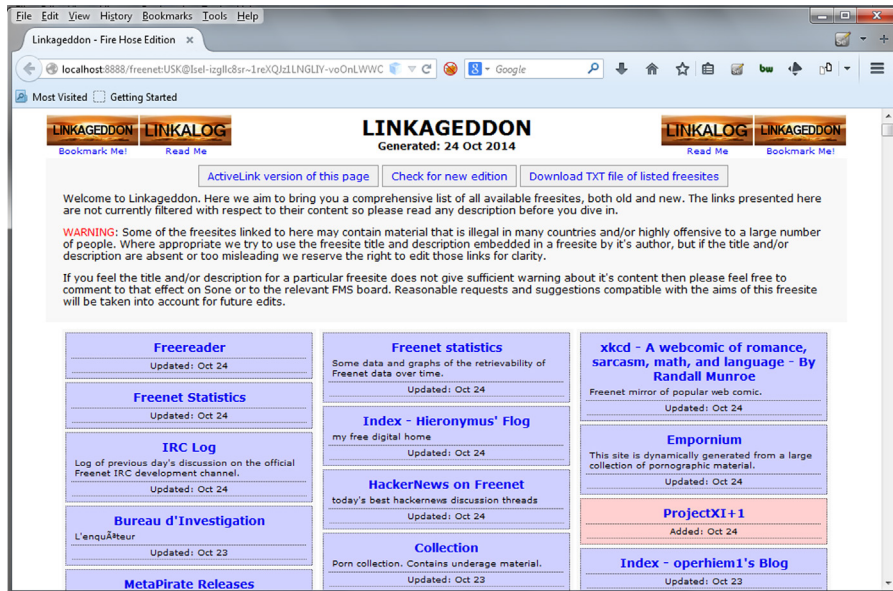 File Edit View History Bookmarks Tools Help
Linkageddon - Fire Hose Edition ×
localhost:8888/freenet:USK@Isel-izgllc8sr~1reXQJz1LNGLIY-voOnLWWC
Google
Most Visited Getting Started
LINKAGEDDON LINKALOG
Bookmark Me! Read Me
LINKAGEDDON
Generated: 24 Oct 2014
LINKALOG LINKAGEDDON
Read Me Bookmark Me!
ActiveLink version of this page Check for new edition Download TXT file of listed freesites
Welcome to Linkageddon. Here we aim to bring you a comprehensive list of all available freesites, both old and new. The links presented here
are not currently filtered with respect to their content so please read any description before you dive in.
WARNING: Some of the freesites linked to here may contain material that is illegal in many countries and/or highly offensive to a large number
of people. Where appropriate we try to use the freesite title and description embedded in a freesite by it's author, but if the title and/or
description are absent or too misleading we reserve the right to edit those links for clarity.
If you feel the title and/or description for a particular freesite does not give sufficient warning about it's content then please feel free to
comment to that effect on Sone or to the relevant FMS board. Reasonable requests and suggestions compatible with the aims of this freesite
will be taken into account for future edits.
Freereader
Updated: Oct 24
Freenet Statistics
Updated: Oct 24
IRC Log
Log of previous day's discussion on the official
Freenet IRC development channel.
Updated: Oct 24
Bureau d'Investigation
L'enquÃªteur
Updated: Oct 23
MetaPirate Releases
Freenet statistics
Some data and graphs of the retrievability of
Freenet data over time.
Updated: Oct 24
Index - Hieronymus' Flog
my free digital home
Updated: Oct 24
HackerNews on Freenet
today's best hackernews discussion threads
Updated: Oct 24
Collection
Porn collection. Contains underage material.
Updated: Oct 23
xkcd - A webcomic of romance,
sarcasm, math, and language - By
Randall Munroe
Freenet mirror of popular web comic.
Updated: Oct 24
Empornium
This site is dynamically generated from a large
collection of pornographic material.
Updated: Oct 24
ProjectXI+1
Added: Oct 24
Index - operhiem1's Blog
Updated: Oct 23